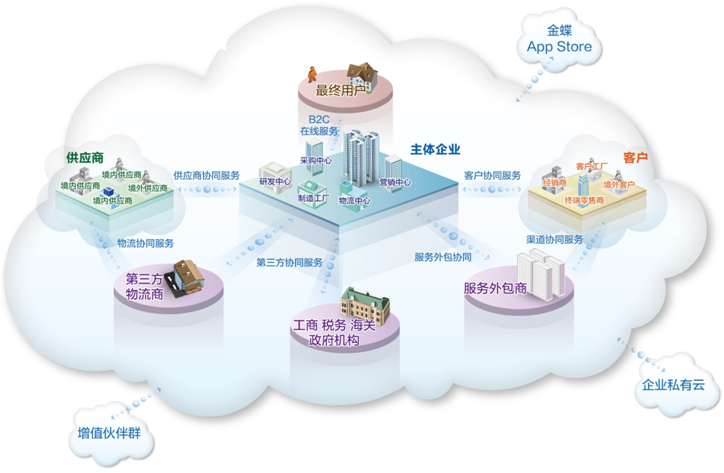 金蝶
App Store
最终用户
B2C
在线服务
主体企业
采购中心
研发中心
营销中心
制造工厂
物流中心
供应商
境内供应商
境内供应商
境外供应商
境内供应商
供应商协同服务
客户协同服务
客户
客户工厂
经销商
境外客户
终端零售商
物流协同服务
第三方协同服务
服务外包协同
渠道协同服务
第三方
物流商
工商 税务 海关
政府机构
服务外包商
企业私有云
增值伙伴群